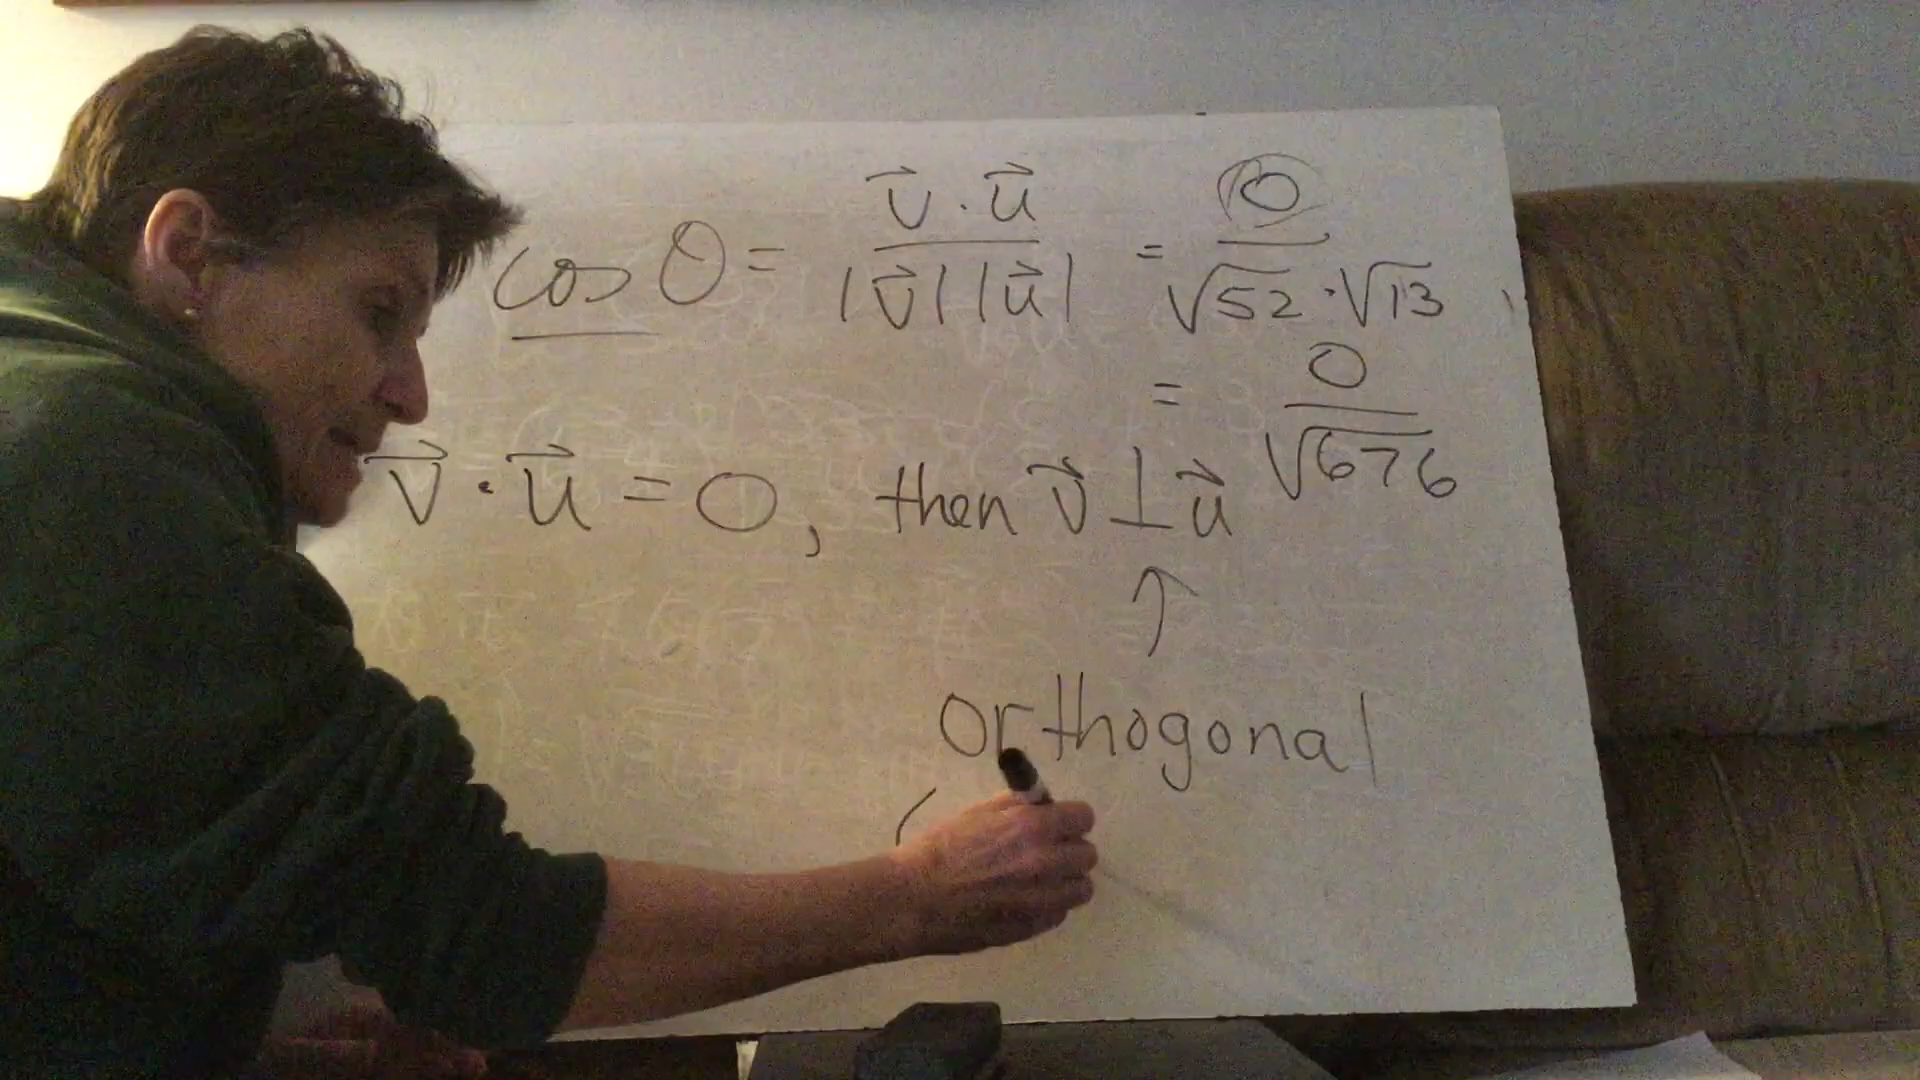 cos θ = v⃗ · u⃗ / |v⃗| |u⃗| = 0 / √52 · √13
= 0 / √676
v⃗ · u⃗ = 0, then v⃗ ⊥ u⃗
↑
orthogonal
(